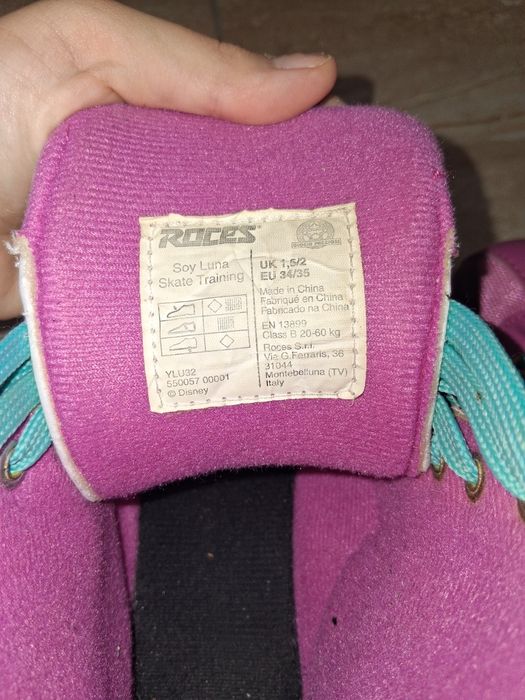 ROCES
GIOCHI PREZIOSI
Soy Luna
Skate Training
UK 1,5/2
EU 34/35
Made in China
Fabriqué en China
Fabricado na China
EN 13899
Class B 20-60 kg
Roces S.r.l.
Via G.Ferraris, 36
31044
Montebelluna (TV)
Italy
YLU32
550057 00001
© Disney